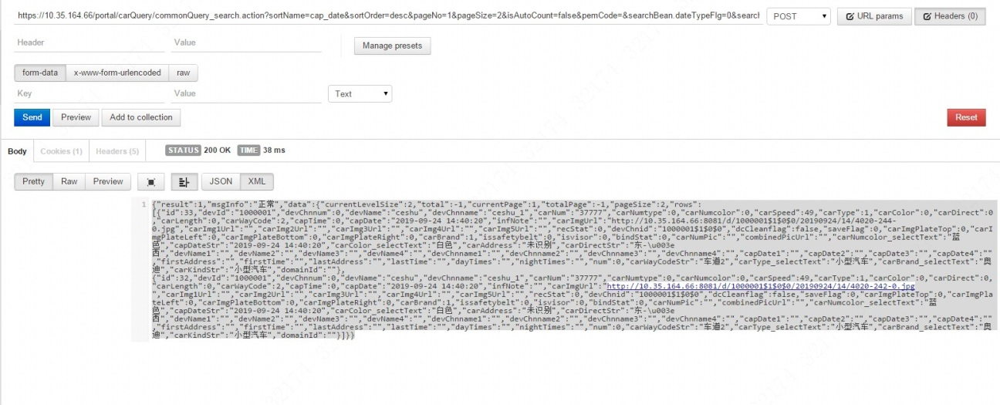 https://10.35.164.66/portal/carQuery/commonQuery_search.action?sortName=cap_date&sortOrder=desc&pageNo=1&pageSize=2&isAutoCount=false&pemCode=&searchBean.dateTypeFlg=0&search
POST
URL params
Headers (0)
Header
Value
Manage presets
form-data
x-www-form-urlencoded
raw
Key
Value
Text
Send
Preview
Add to collection
Reset
Body
Cookies (1)
Headers (5)
STATUS 200 OK TIME 38 ms
Pretty
Raw
Preview
JSON
XML
1
{"result":1,"msgInfo":"正常","data":{"currentLevelSize":2,"total":-1,"currentPage":1,"totalPage":-1,"pageSize":2,"rows":
[{"id":33,"devId":"1000001","devChnnum":0,"devName":"ceshu","devChnname":"ceshu_1","carNum":"37777","carNumtype":0,"carNumcolor":0,"carSpeed":49,"carType":1,"carColor":0,"carDirect":0
,"carLength":0,"carWayCode":2,"capTime":0,"capDate":"2019-09-24 14:40:20","infNote":"","carImgUrl":"http://10.35.164.66:8081/d/1000001$1$0$0/20190924/14/4020-244-
0.jpg","carImg1Url":"","carImg2Url":"","carImg3Url":"","carImg4Url":"","carImg5Url":"","recStat":0,"devChnid":"1000001$1$0$0","dcCleanflag":false,"saveFlag":0,"carImgPlateTop":0,"carI
mgPlateLeft":0,"carImgPlateBottom":0,"carImgPlateRight":0,"carBrand":1,"issafetybelt":0,"isvisor":0,"bindStat":0,"carNumPic":"","combinedPicUrl":"","carNumcolor_selectText":"蓝
色","capDateStr":"2019-09-24 14:40:20","carColor_selectText":"白色","carAddress":"未识别","carDirectStr":"东-\u003e
西","devName1":"","devName2":"","devName3":"","devName4":"","devChnname1":"","devChnname2":"","devChnname3":"","devChnname4":"","capDate1":"","capDate2":"","capDate3":"","capDate4":""
,"firstAddress":"","firstTime":"","lastAddress":"","lastTime":"","dayTimes":"","nightTimes":"","num":0,"carWayCodeStr":"车道2","carType_selectText":"小型汽车","carBrand_selectText":"奥
迪","carKindStr":"小型汽车","domainId":""},
{"id":32,"devId":"1000001","devChnnum":0,"devName":"ceshu","devChnname":"ceshu_1","carNum":"37777","carNumtype":0,"carNumcolor":0,"carSpeed":49,"carType":1,"carColor":0,"carDirect":0,
"carLength":0,"carWayCode":2,"capTime":0,"capDate":"2019-09-24 14:40:20","infNote":"","carImgUrl":"http://10.35.164.66:8081/d/1000001$1$0$0/20190924/14/4020-242-0.jpg
","carImg1Url":"","carImg2Url":"","carImg3Url":"","carImg4Url":"","carImg5Url":"","recStat":0,"devChnid":"1000001$1$0$0","dcCleanflag":false,"saveFlag":0,"carImgPlateTop":0,"carImgPla
teLeft":0,"carImgPlateBottom":0,"carImgPlateRight":0,"carBrand":1,"issafetybelt":0,"isvisor":0,"bindStat":0,"carNumPic":"","combinedPicUrl":"","carNumcolor_selectText":"蓝
色","capDateStr":"2019-09-24 14:40:20","carColor_selectText":"白色","carAddress":"未识别","carDirectStr":"东-\u003e
西","devName1":"","devName2":"","devName3":"","devName4":"","devChnname1":"","devChnname2":"","devChnname3":"","devChnname4":"","capDate1":"","capDate2":"","capDate3":"","capDate4":""
,"firstAddress":"","firstTime":"","lastAddress":"","lastTime":"","dayTimes":"","nightTimes":"","num":0,"carWayCodeStr":"车道2","carType_selectText":"小型汽车","carBrand_selectText":"奥
迪","carKindStr":"小型汽车","domainId":""}]}}